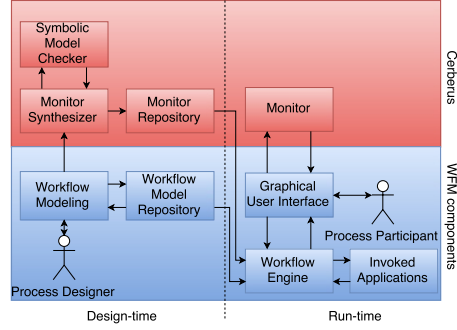 Symbolic
Model
Checker
Monitor
Synthesizer
Monitor
Repository
Monitor
Cerberus
Workflow
Modeling
Workflow
Model
Repository
Graphical
User Interface
Process Participant
Workflow
Engine
Invoked
Applications
Process Designer
WFM components
Design-time
Run-time